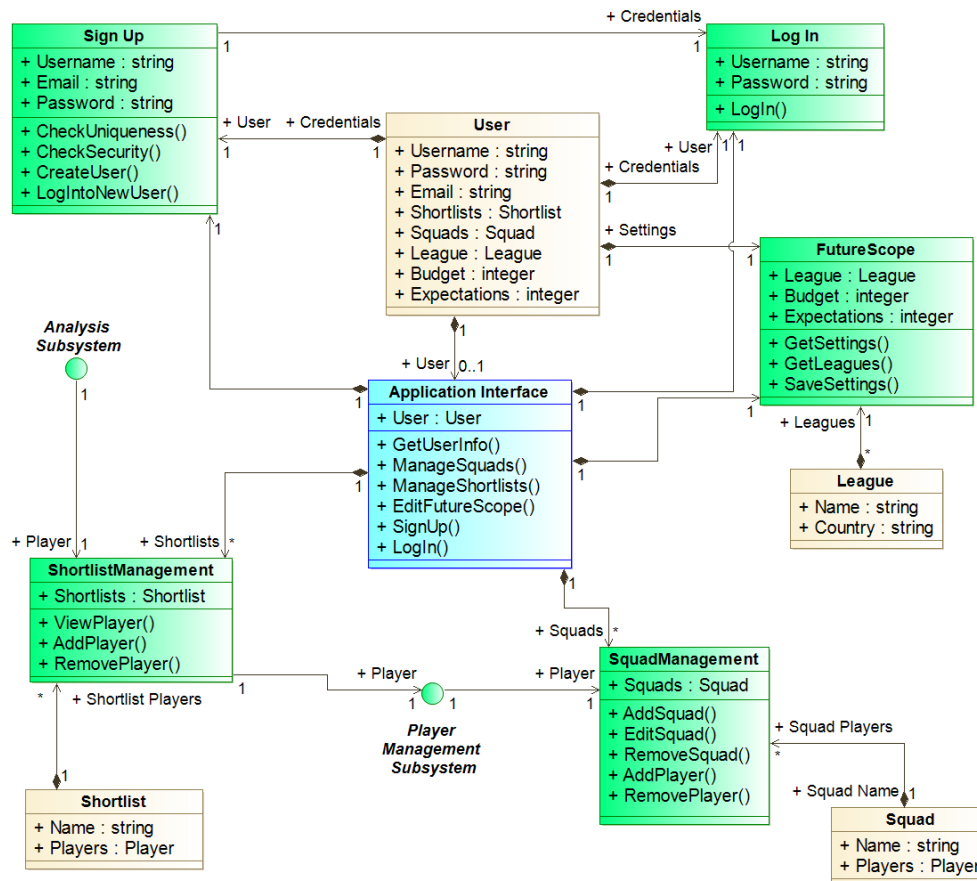 + Credentials
Sign Up
1
1
Log In
+ Username : string
+ Email : string
+ Password : string
+ Username : string
+ Password : string
+ CheckUniqueness()
+ CheckSecurity()
+ CreateUser()
+ LogIntoNewUser()
+ LogIn()
+ User
+ Credentials
1
1
User
+ Username : string
+ Password : string
+ Email : string
+ Shortlists : Shortlist
+ Squads : Squad
+ League : League
+ Budget : integer
+ Expectations : integer
+ User
1
1
+ Credentials
1
+ Settings
1
1
FutureScope
+ League : League
+ Budget : integer
+ Expectations : integer
+ GetSettings()
+ GetLeagues()
+ SaveSettings()
1
1
+ User
0..1
Analysis
Subsystem
1
Application Interface
+ User : User
+ GetUserInfo()
+ ManageSquads()
+ ManageShortlists()
+ EditFutureScope()
+ SignUp()
+ LogIn()
1
1
1
1
1
+ Leagues
1
*
League
+ Name : string
+ Country : string
+ Player
1
+ Shortlists
*
ShortlistManagement
+ Shortlists : Shortlist
+ ViewPlayer()
+ AddPlayer()
+ RemovePlayer()
1
+ Squads
*
SquadManagement
+ Squads : Squad
+ AddSquad()
+ EditSquad()
+ RemoveSquad()
+ AddPlayer()
+ RemovePlayer()
1
+ Player
1
1
+ Player
1
Player
Management
Subsystem
*
+ Shortlist Players
1
Shortlist
+ Name : string
+ Players : Player
+ Squad Players
*
+ Squad Name
1
Squad
+ Name : string
+ Players : Player